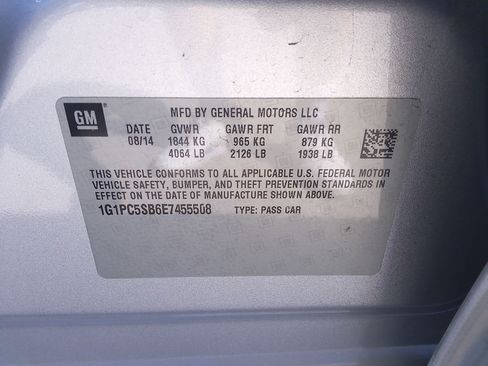 GM
MFD BY GENERAL MOTORS LLC
DATE GVWR GAWR FRT GAWR RR
08/14 1844 KG 965 KG 879 KG
4064 LB 2126 LB 1938 LB
THIS VEHICLE CONFORMS TO ALL APPLICABLE U.S. FEDERAL MOTOR
VEHICLE SAFETY, BUMPER, AND THEFT PREVENTION STANDARDS IN
EFFECT ON THE DATE OF MANUFACTURE SHOWN ABOVE.
1G1PC5SB6E7455508 TYPE: PASS CAR